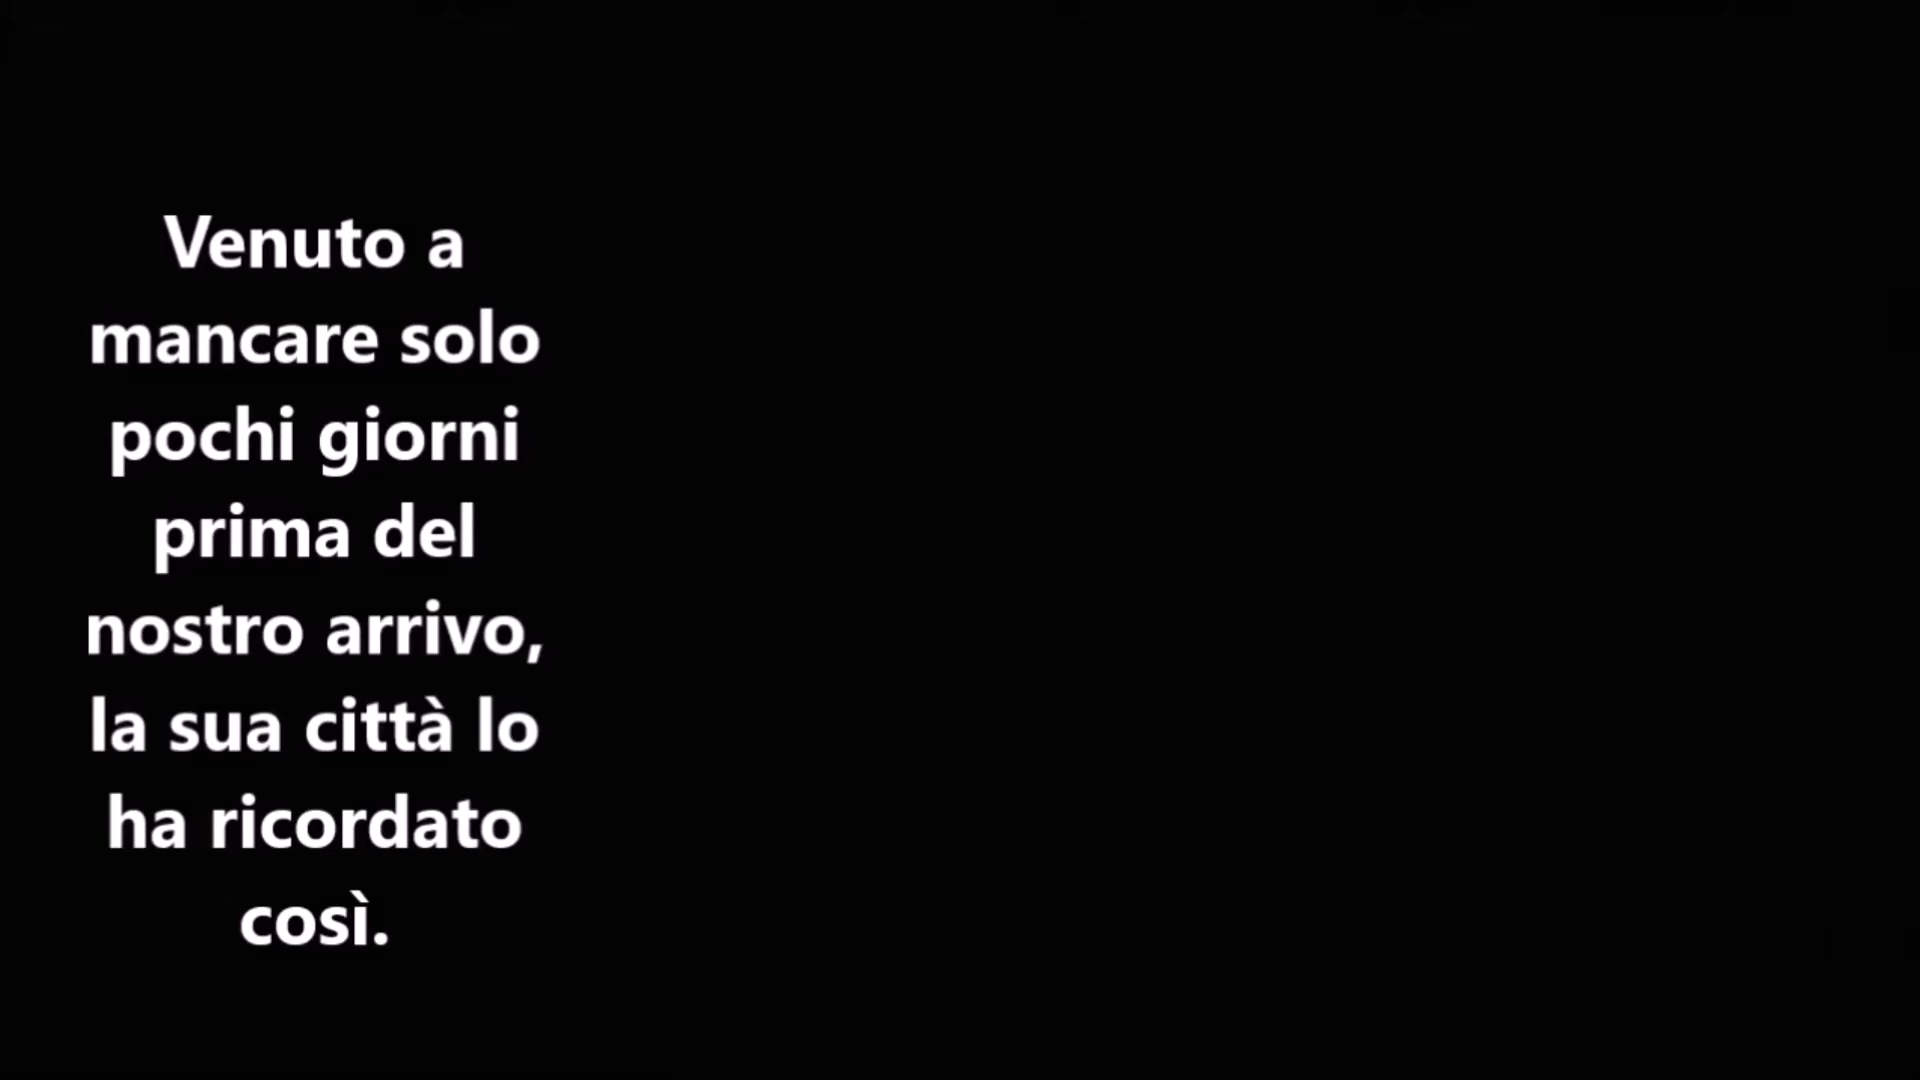 Venuto a
mancare solo
pochi giorni
prima del
nostro arrivo,
la sua città lo
ha ricordato
così.